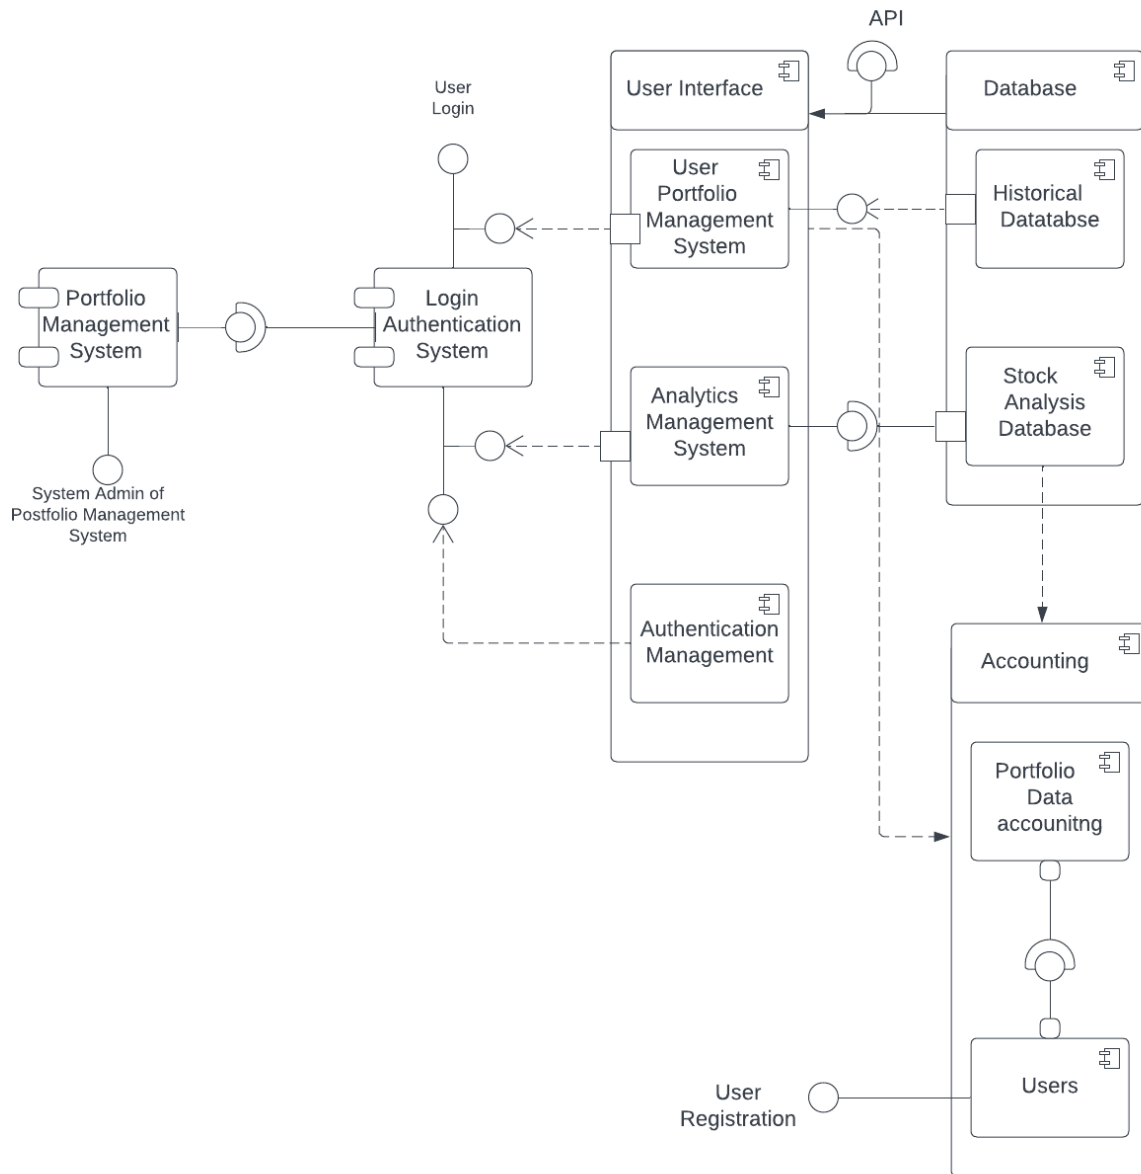 API
User Interface
Database
User
Login
User
Portfolio
Management
System
Historical
Datatabse
Portfolio
Management
System
Login
Authentication
System
Analytics
Management
System
Stock
Analysis
Database
System Admin of
Postfolio Management
System
Authentication
Management
Accounting
Portfolio
Data
accounitng
Users
User
Registration